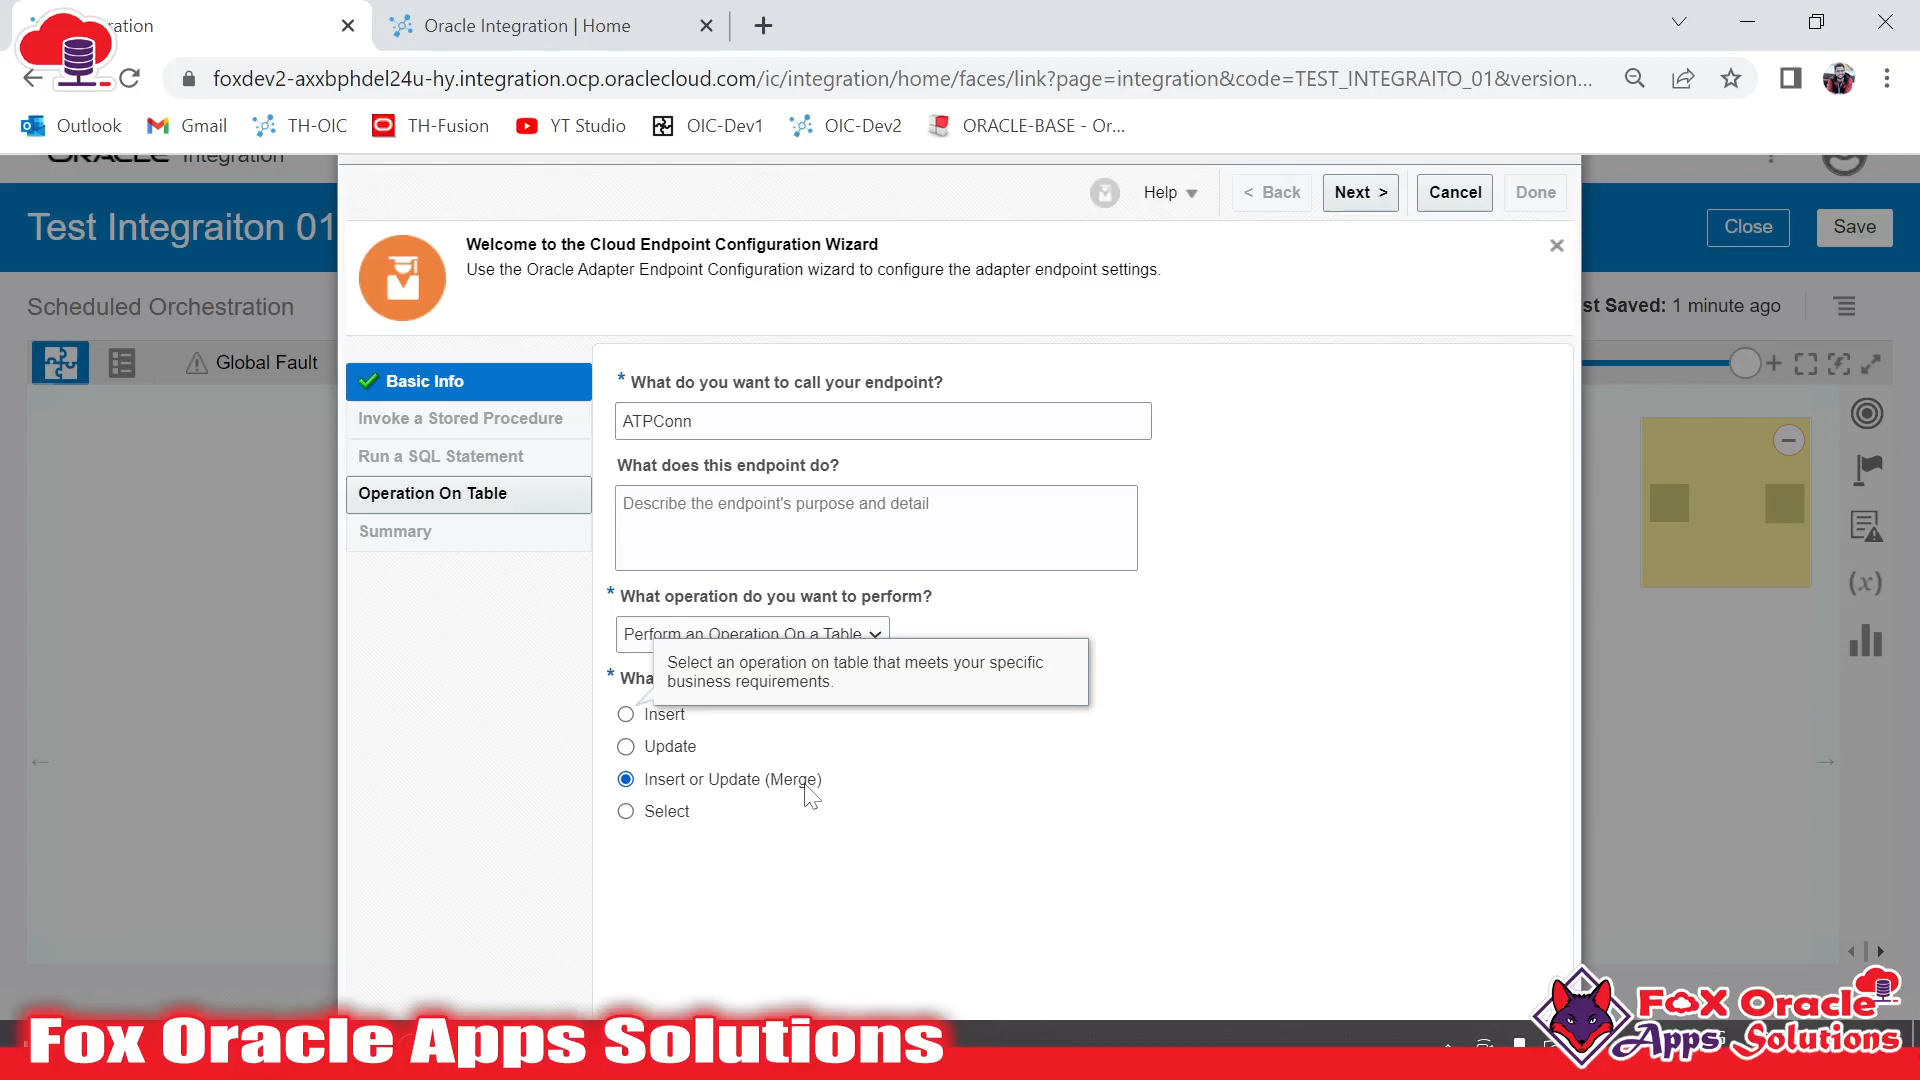 ration
Oracle Integration | Home
foxdev2-axxbphdel24u-hy.integration.ocp.oraclecloud.com/ic/integration/home/faces/link?page=integration&code=TEST_INTEGRAITO_01&version...
Outlook
Gmail
TH-OIC
TH-Fusion
YT Studio
OIC-Dev1
OIC-Dev2
ORACLE-BASE - Or...
ORACLE Integration
Help
< Back
Next >
Cancel
Done
Test Integraiton 01
Close
Save
Welcome to the Cloud Endpoint Configuration Wizard
Use the Oracle Adapter Endpoint Configuration wizard to configure the adapter endpoint settings.
Scheduled Orchestration
st Saved: 1 minute ago
Global Fault
Basic Info
Invoke a Stored Procedure
Run a SQL Statement
Operation On Table
Summary
* What do you want to call your endpoint?
ATPConn
What does this endpoint do?
Describe the endpoint's purpose and detail
* What operation do you want to perform?
Perform an Operation On a Table
* Wha
Select an operation on table that meets your specific
business requirements.
Insert
Update
Insert or Update (Merge)
Select
(x)
Fox Oracle Apps Solutions
Fox Oracle
Apps Solutions